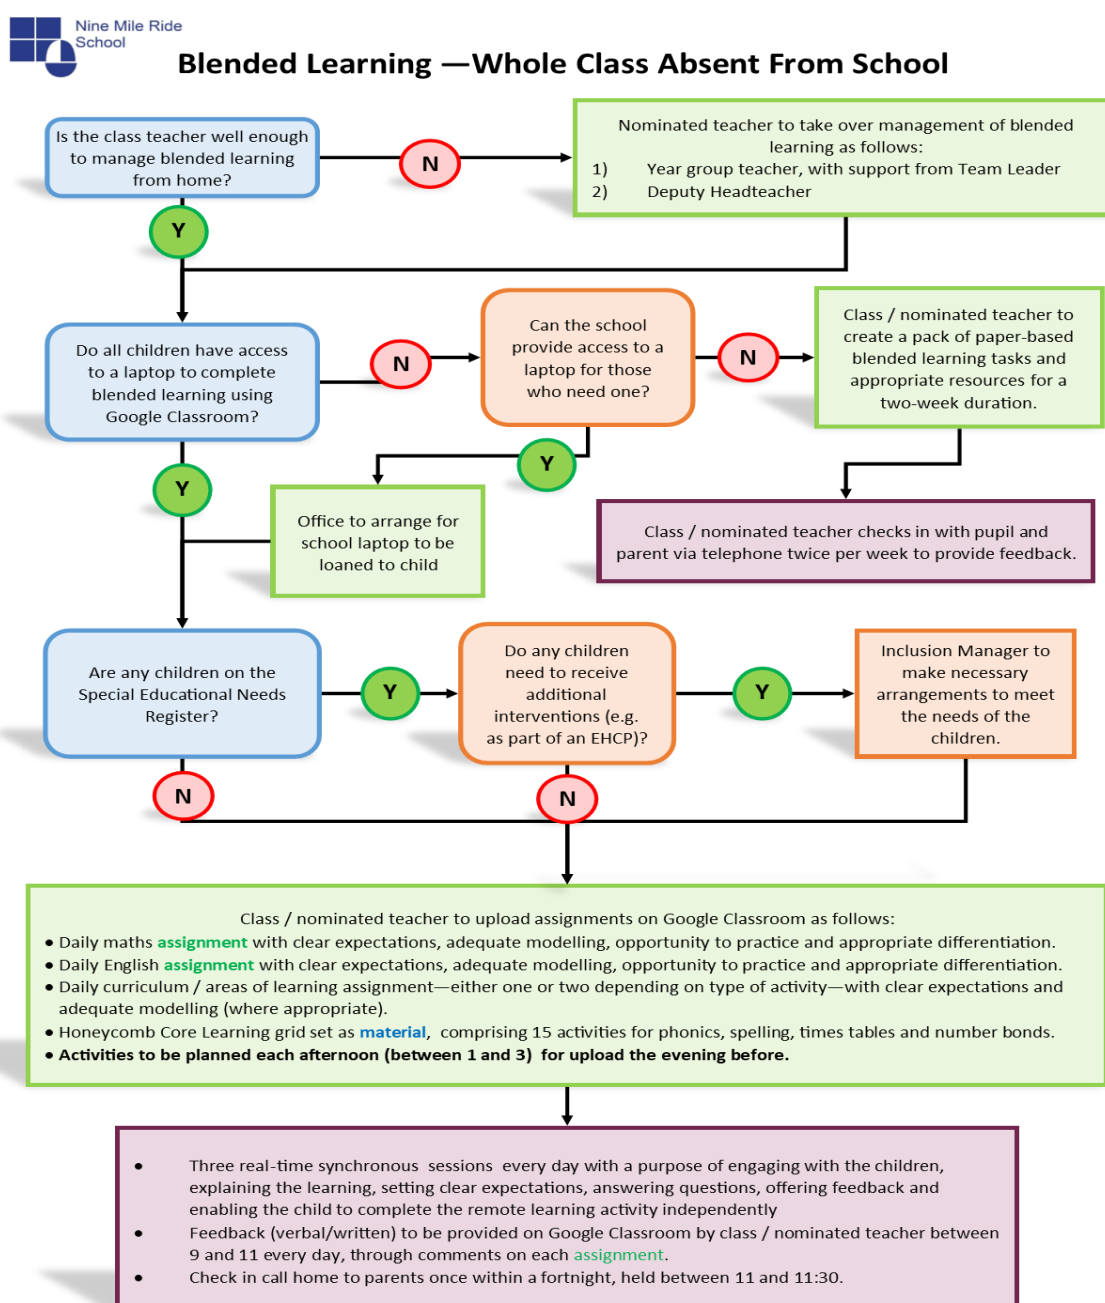 Nine Mile Ride
School
Blended Learning —Whole Class Absent From School
Is the class teacher well enough
to manage blended learning
from home?
N
Nominated teacher to take over management of blended
learning as follows:
1) Year group teacher, with support from Team Leader
2) Deputy Headteacher
Y
Do all children have access
to a laptop to complete
blended learning using
Google Classroom?
N
Can the school
provide access to a
laptop for those
who need one?
N
Class / nominated teacher to
create a pack of paper-based
blended learning tasks and
appropriate resources for a
two-week duration.
Y
Y
Office to arrange for
school laptop to be
loaned to child
Class / nominated teacher checks in with pupil and
parent via telephone twice per week to provide feedback.
Are any children on the
Special Educational Needs
Register?
Y
Do any children
need to receive
additional
interventions (e.g.
as part of an EHCP)?
Y
Inclusion Manager to
make necessary
arrangements to meet
the needs of the
children.
N
N
Class / nominated teacher to upload assignments on Google Classroom as follows:
● Daily maths assignment with clear expectations, adequate modelling, opportunity to practice and appropriate differentiation.
● Daily English assignment with clear expectations, adequate modelling, opportunity to practice and appropriate differentiation.
● Daily curriculum / areas of learning assignment—either one or two depending on type of activity—with clear expectations and
adequate modelling (where appropriate).
● Honeycomb Core Learning grid set as material, comprising 15 activities for phonics, spelling, times tables and number bonds.
● Activities to be planned each afternoon (between 1 and 3) for upload the evening before.
● Three real-time synchronous sessions every day with a purpose of engaging with the children,
explaining the learning, setting clear expectations, answering questions, offering feedback and
enabling the child to complete the remote learning activity independently
● Feedback (verbal/written) to be provided on Google Classroom by class / nominated teacher between
9 and 11 every day, through comments on each assignment.
● Check in call home to parents once within a fortnight, held between 11 and 11:30.